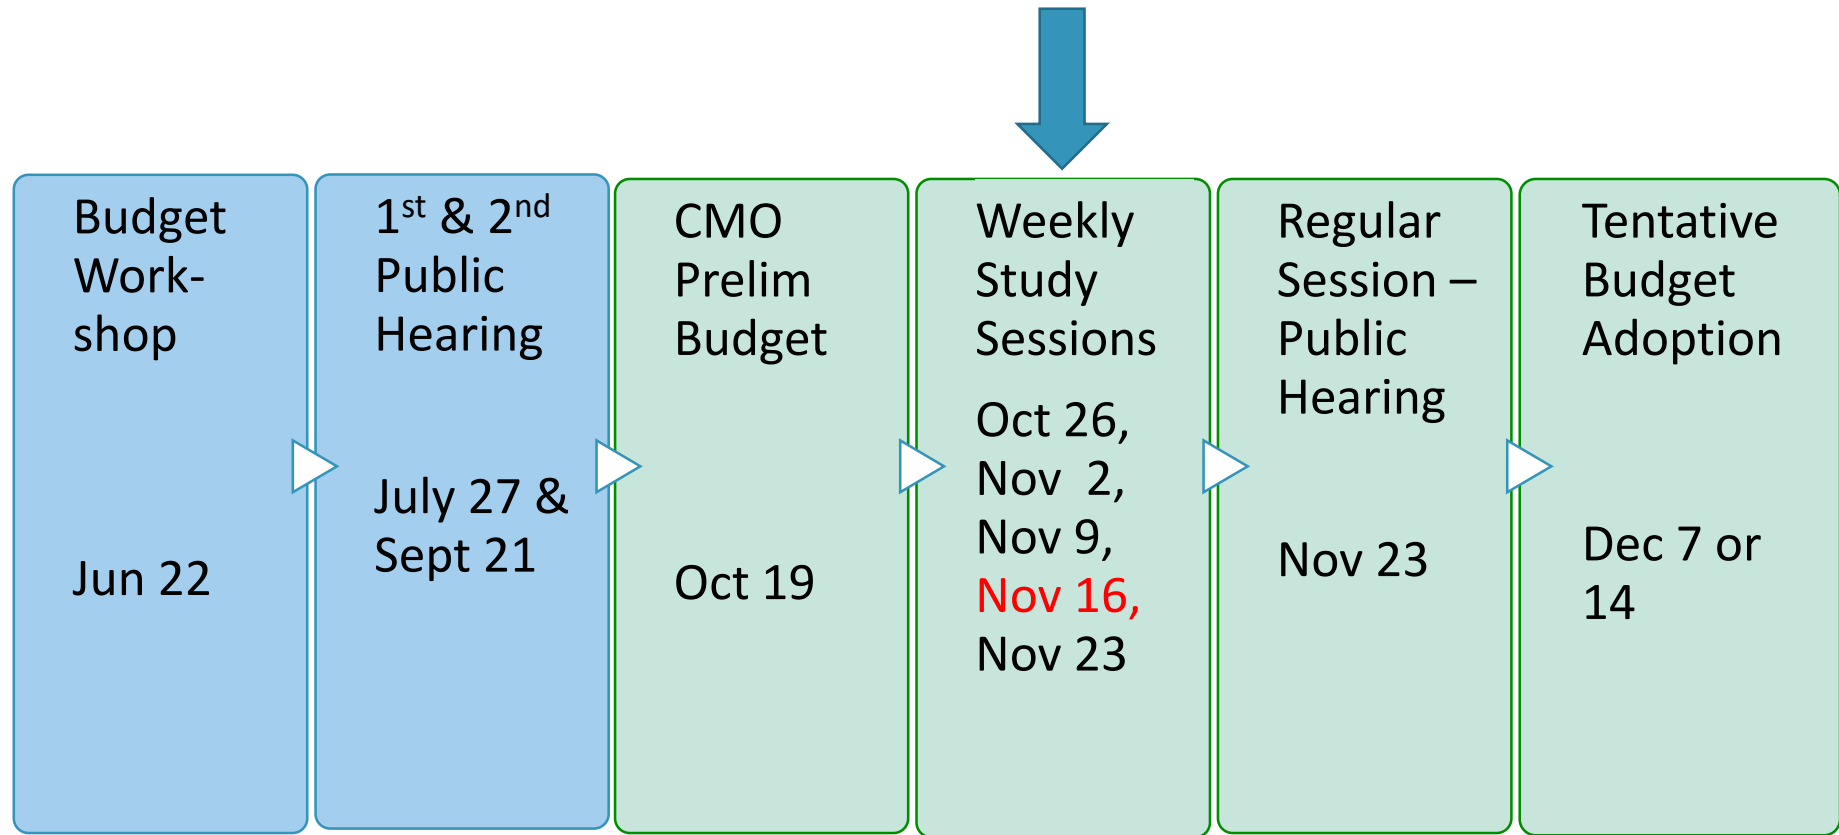 Budget
Work-
shop
Jun 22
1st & 2nd
Public
Hearing
July 27 &
Sept 21
CMO
Prelim
Budget
Oct 19
Weekly
Study
Sessions
Oct 26,
Nov  2,
Nov 9,
Nov 16,
Nov 23
Regular
Session –
Public
Hearing
Nov 23
Tentative
Budget
Adoption
Dec 7 or
14